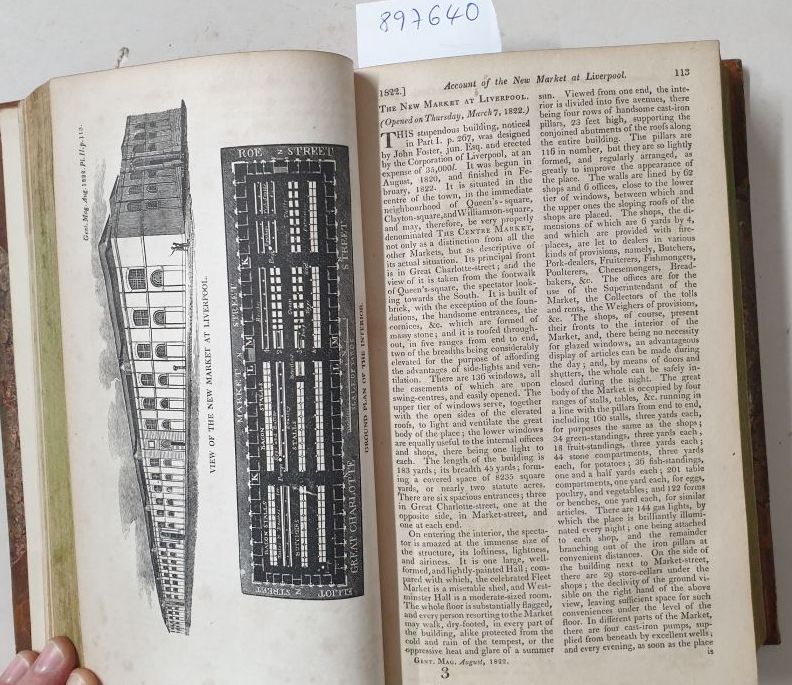 897640
Gent. Mag. Aug. 1822. Pl. II. p. 113.
VIEW OF THE NEW MARKET AT LIVERPOOL.
ROE STREET
MARKET STREET
GREAT CHARLOTTE STREET
ELLIOT STREET
GROUND PLAN OF THE INTERIOR.
1822.] Account of the New Market at Liverpool. 113
The New Market at Liverpool.
(Opened on Thursday, March 7, 1822.)
THIS stupendous building, noticed
in Part I. p. 267, was designed
by John Foster, jun. Esq. and erected
by the Corporation of Liverpool, at an
expense of 35,000l. It was begun in
August, 1820, and finished in Fe-
bruary, 1822. It is situated in the
centre of the town, in the immediate
neighbourhood of Queen's-square,
Clayton-square, and Williamson-square;
and may, therefore, be very properly
denominated The Centre Market,
not only as a distinction from all the
other Markets, but as descriptive of
its actual situation. Its principal front
is in Great Charlotte-street; and the
view of it is taken from the footwalk
of Queen's-square, the spectator look-
ing towards the South. It is built of
brick, with the exception of the foun-
dations, the handsome entrances, the
cornices, &c. which are formed of
massy stone; and it is roofed through-
out, in five ranges from end to end,
two of the breadths being considerably
elevated for the purpose of affording
the advantages of side-lights and ven-
tilation. There are 136 windows, all
the casements of which are upon
swing-centres, and easily opened. The
upper tier of windows serve, together
with the open sides of the elevated
roofs, to light and ventilate the great
body of the place; the lower windows
are equally useful to the internal offices
and shops, there being one light to
each. The length of the building is
183 yards; its breadth 45 yards; form-
ing a covered space of 8235 square
yards, or nearly two statute acres.
There are six spacious entrances; three
in Great Charlotte-street, one at the
opposite side, in Market-street, and
one at each end.
On entering the interior, the specta-
tor is amazed at the immense size of
the structure, its loftiness, lightness,
and airiness. It is one large, well-
formed, and lightly-painted Hall; com-
pared with which, the celebrated Fleet
Market is a miserable shed, and West-
minster Hall is a moderate-sized room.
The whole floor is substantially flagged,
and every person resorting to the Market
may walk, dry-footed, in every part of
the building, alike protected from the
cold and rain of the tempest, or the
oppressive heat and glare of a summer
Gent. Mag. August, 1822.
3
sun. Viewed from one end, the inte-
rior is divided into five avenues, there
being four rows of handsome cast-iron
pillars, 23 feet high, supporting the
conjoined abutments of the roofs along
the entire building. The pillars are
116 in number, but they are so lightly
formed, and regularly arranged, as
greatly to improve the appearance of
the place. The walls are lined by 62
shops and 6 offices, close to the lower
tier of windows, between which and
the upper ones the sloping roofs of the
shops are placed. The shops, the di-
mensions of which are 6 yards by 4,
and which are provided with fire-
places, are let to dealers in various
kinds of provisions, namely, Butchers,
Pork-dealers, Fruiterers, Fishmongers,
Poulterers, Cheesemongers, Bread-
bakers, &c. The offices are for the
use of the Superintendant of the
Market, the Collectors of the tolls
and rents, the Weighers of provisions,
&c. The shops, of course, present
their fronts to the interior of the
Market, and, there being no necessity
for glazed windows, an advantageous
display of articles can be made during
the day; and, by means of doors and
shutters, the whole can be safely in-
closed during the night. The great
body of the Market is occupied by four
ranges of stalls, tables, &c. running in
a line with the pillars from end to end,
including 160 stalls, three yards each,
for purposes the same as the shops;
34 green-standings, three yards each;
18 fruit-standings, three yards each;
44 stone compartments, three yards
each, for potatoes; 36 fish-standings,
one and a half yards each; 201 table
compartments, one yard each, for eggs,
poultry, and vegetables; and 122 forms
or benches, one yard each, for similar
articles. There are 144 gas lights, by
which the place is brilliantly illumi-
nated every night; one being attached
to each shop, and the remainder
branching out of the iron pillars at
convenient distances. On the side of
the building next to Market-street,
there are 29 store-cellars under the
shops; the declivity of the ground vi-
sible on the right hand of the above
view, leaving sufficient space for such
conveniences under the level of the
floor. In different parts of the Market,
there are four cast-iron pumps, sup-
plied from beneath by excellent wells;
and every evening, as soon as the place
is